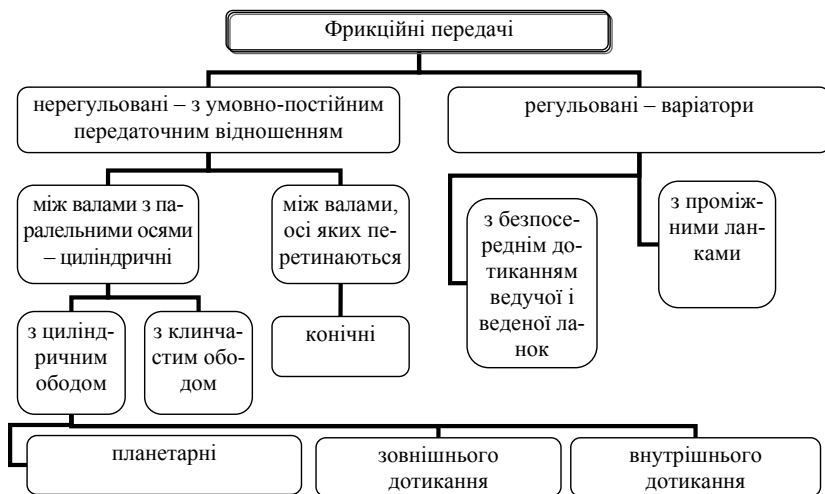 Фрикційні передачі
нерегульовані – з умовно-постійним
передаточним відношенням
регульовані – варіатори
між валами з па-
ралельними осями
– циліндричні
між валами,
осі яких пе-
ретинаються
з безпосе-
реднім до-
тиканням
ведучої і
веденої ла-
нок
з проміж-
ними лан-
ками
з цилінд-
ричним
ободом
з клинча-
стим обо-
дом
конічні
планетарні
зовнішнього
дотикання
внутрішнього
дотикання